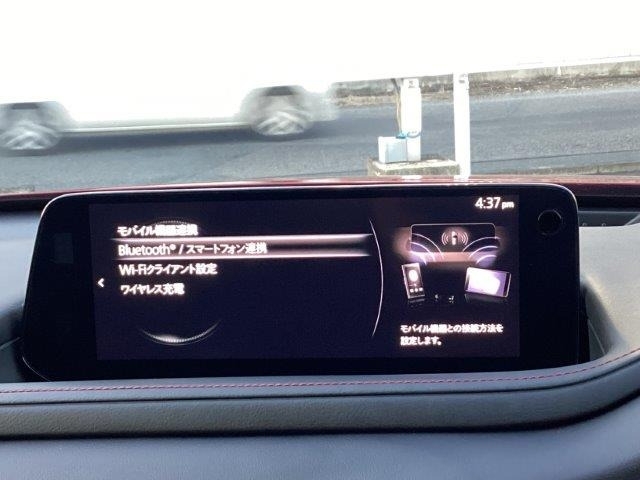 4:37 pm
モバイル機器連携
Bluetooth® / スマートフォン連携
Wi-Fiクライアント設定
ワイヤレス充電
モバイル機器との接続方法を
設定します。